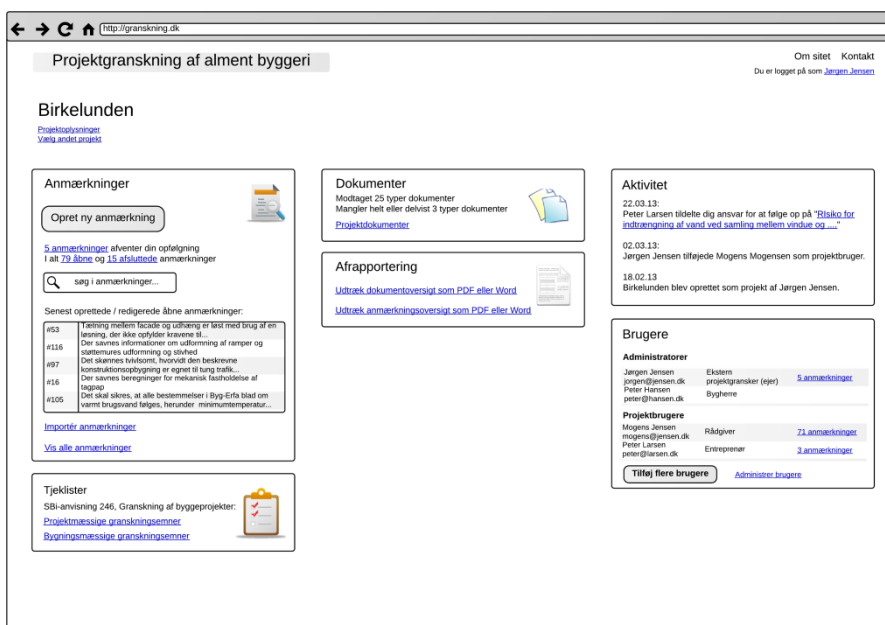 http://granskning.dk
Projektgranskning af alment byggeri
Om sitet Kontakt
Du er logget på som Jørgen Jensen
Birkelunden
Projektoplysninger
Vælg andet projekt
Anmærkninger
Opret ny anmærkning
5 anmærkninger afventer din opfølgning
I alt 79 åbne og 15 afsluttede anmærkninger
søg i anmærkninger...
Senest oprettede / redigerede åbne anmærkninger:
#53 Tætning mellem facade og udhæng er løst med brug af en
løsning, der ikke opfylder kravene til...
#116 Der savnes informationer om udformning af ramper og
støttemures udformning og stivhed
#97 Det skønnes tvivlsomt, hvorvidt den beskrevne
konstruktionsopbygning er egnet til tung trafik...
#16 Der savnes beregninger for mekanisk fastholdelse af
tagpap
#105 Det skal sikres, at alle bestemmelser i Byg-Erfa blad om
varmt brugsvand følges, herunder minimumtemperatur...
Importér anmærkninger
Vis alle anmærkninger
Tjeklister
SBi-anvisning 246, Granskning af byggeprojekter:
Projektmæssige granskningsemner
Bygningsmæssige granskningsemner
Dokumenter
Modtaget 25 typer dokumenter
Mangler helt eller delvist 3 typer dokumenter
Projektdokumenter
Afrapportering
Udtræk dokumentoversigt som PDF eller Word
Udtræk anmærkningsoversigt som PDF eller Word
Aktivitet
22.03.13:
Peter Larsen tildelte dig ansvar for at følge op på "RIsiko for
indtrængning af vand ved samling mellem vindue og ...."
02.03.13:
Jørgen Jensen tilføjede Mogens Mogensen som projektbruger.
18.02.13
Birkelunden blev oprettet som projekt af Jørgen Jensen.
Brugere
Administratorer
Jørgen Jensen
jorgen@jensen.dk
Ekstern
projektgransker (ejer)
5 anmærkninger
Peter Hansen
peter@hansen.dk
Bygherre
Projektbrugere
Mogens Jensen
mogens@jensen.dk
Rådgiver
71 anmærkninger
Peter Larsen
peter@larsen.dk
Entreprenør
3 anmærkninger
Tilføj flere brugere
Administrer brugere